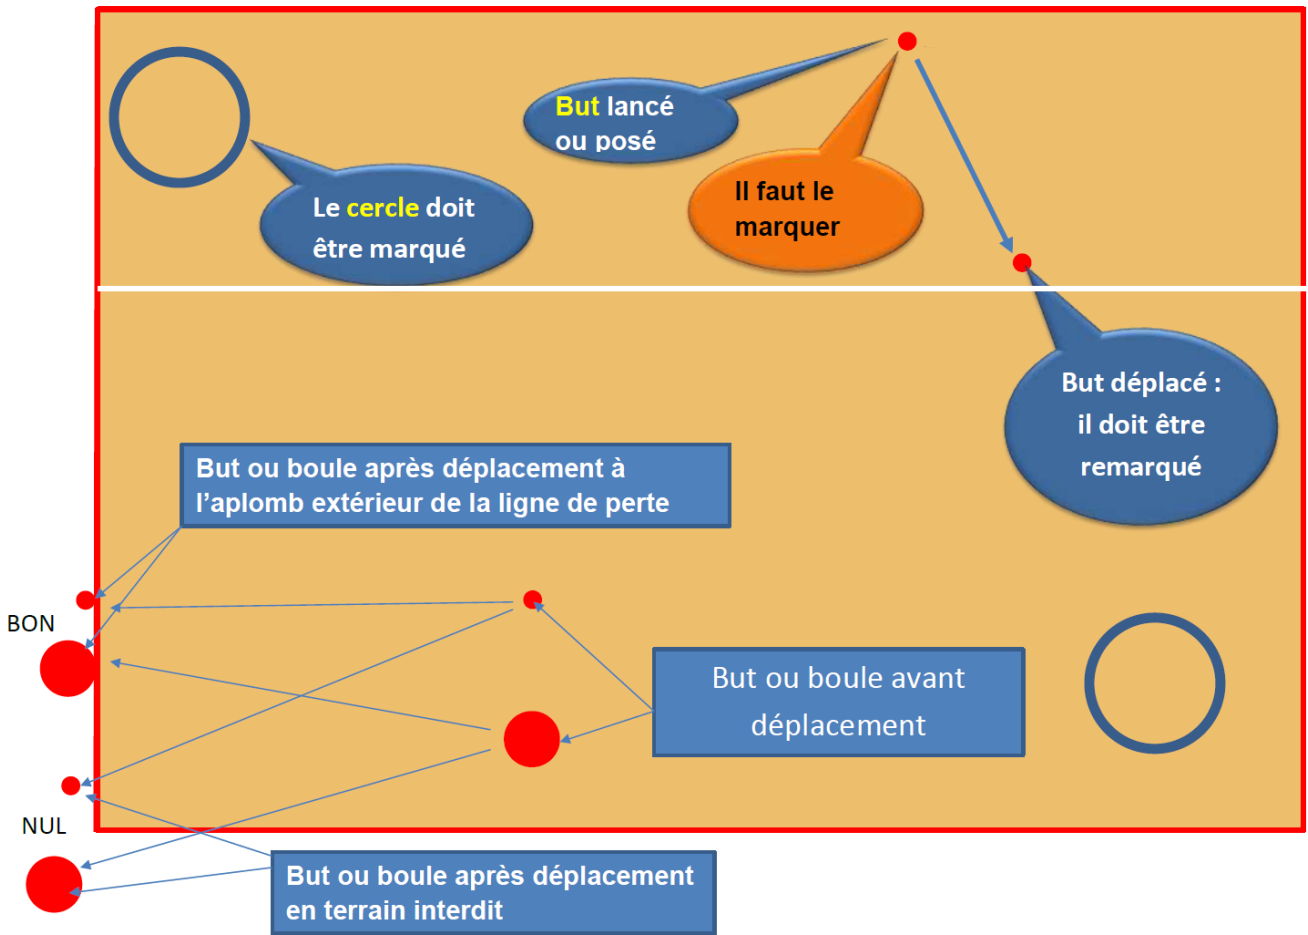 But lancé
ou posé
Il faut le
marquer
Le cercle doit
être marqué
But déplacé :
il doit être
remarqué
But ou boule après déplacement à
l’aplomb extérieur de la ligne de perte
BON
But ou boule avant
déplacement
NUL
But ou boule après déplacement
en terrain interdit